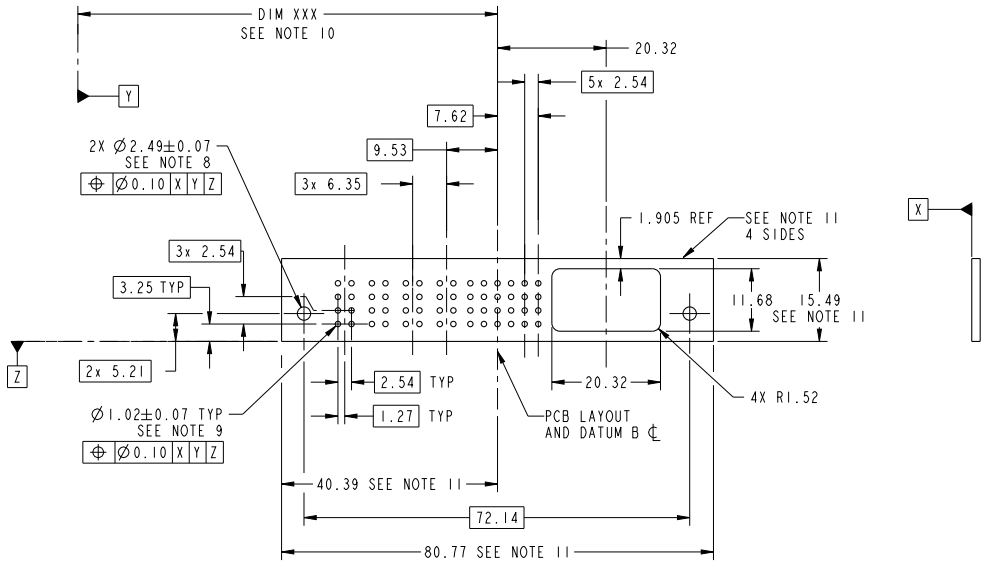 DIM XXX
SEE NOTE 10
20.32
5x 2.54
Y
7.62
2X Ø2.49±0.07
SEE NOTE 8
⌖ Ø0.10 X Y Z
9.53
3x 6.35
1.905 REF
SEE NOTE 11
4 SIDES
X
3x 2.54
3.25 TYP
11.68
15.49
SEE NOTE 11
Z
2x 5.21
2.54 TYP
20.32
4X R1.52
Ø1.02±0.07 TYP
SEE NOTE 9
⌖ Ø0.10 X Y Z
1.27 TYP
PCB LAYOUT
AND DATUM B ℄
40.39 SEE NOTE 11
72.14
80.77 SEE NOTE 11